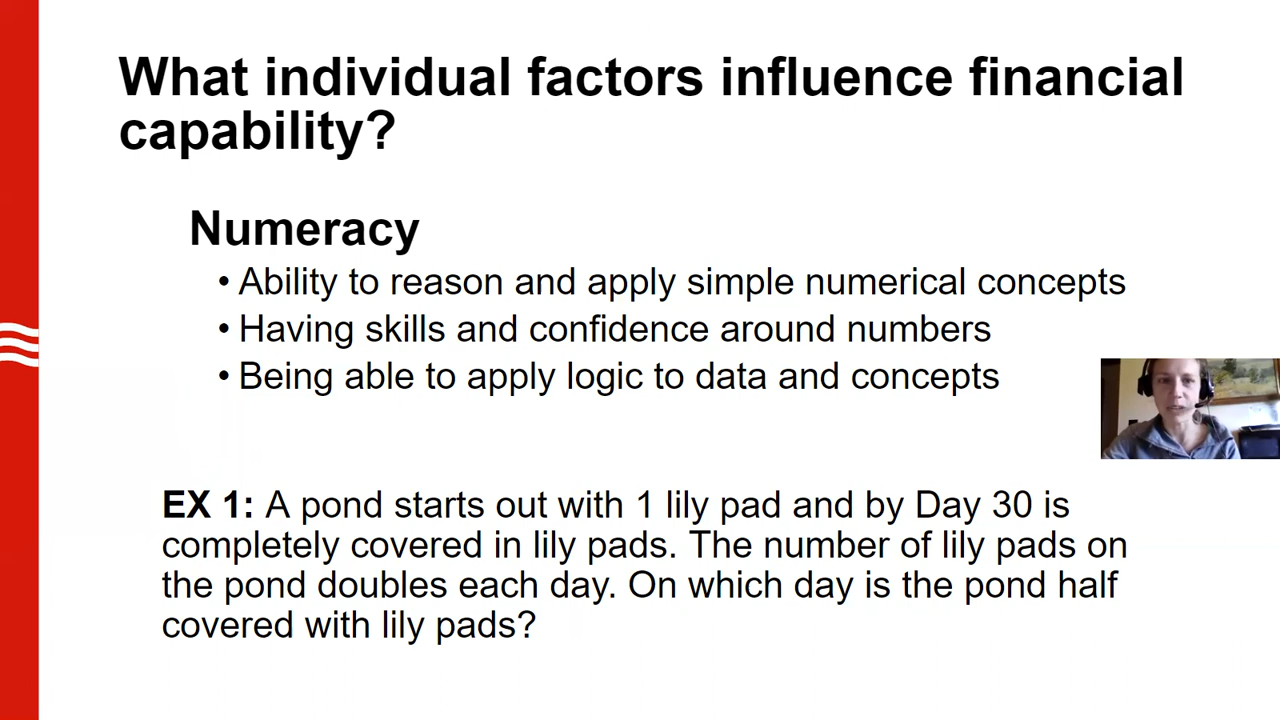 What individual factors influence financial
capability?
Numeracy
• Ability to reason and apply simple numerical concepts
• Having skills and confidence around numbers
• Being able to apply logic to data and concepts
EX 1: A pond starts out with 1 lily pad and by Day 30 is
completely covered in lily pads. The number of lily pads on
the pond doubles each day. On which day is the pond half
covered with lily pads?